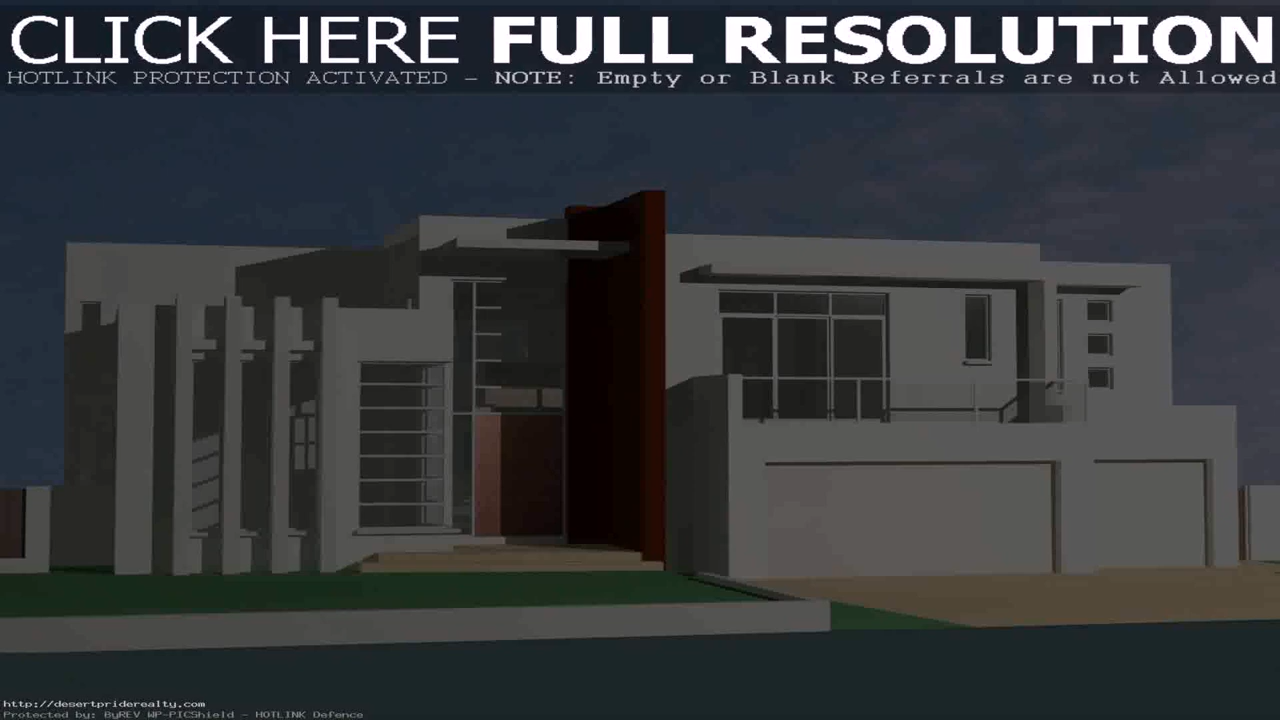 CLICK HERE FULL RESOLUTION
HOTLINK PROTECTION ACTIVATED – NOTE: Empty or Blank Referrals are not Allowed
http://desertpriderealty.com
Protected by: ByREV WP-PICShield – HOTLINK Defence